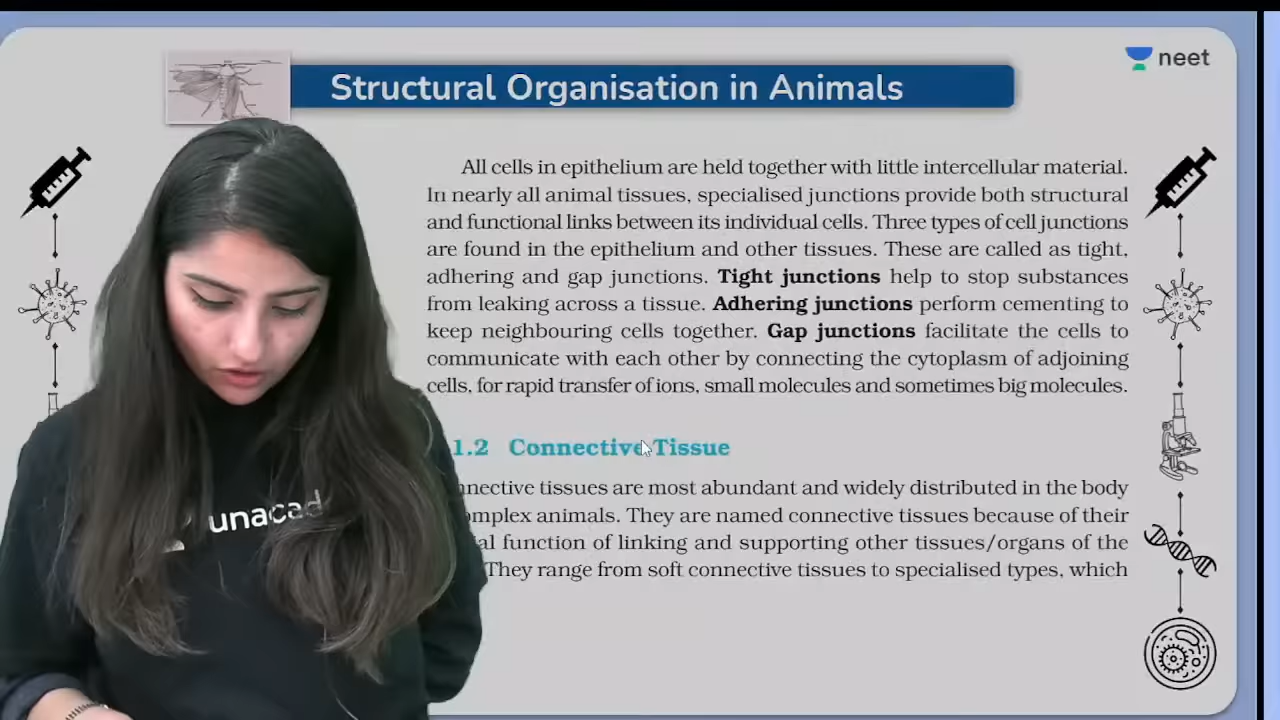 neet
Structural Organisation in Animals
All cells in epithelium are held together with little intercellular material.
In nearly all animal tissues, specialised junctions provide both structural
and functional links between its individual cells. Three types of cell junctions
are found in the epithelium and other tissues. These are called as tight,
adhering and gap junctions. Tight junctions help to stop substances
from leaking across a tissue. Adhering junctions perform cementing to
keep neighbouring cells together. Gap junctions facilitate the cells to
communicate with each other by connecting the cytoplasm of adjoining
cells, for rapid transfer of ions, small molecules and sometimes big molecules.
1.2 Connective Tissue
nnective tissues are most abundant and widely distributed in the body
omplex animals. They are named connective tissues because of their
al function of linking and supporting other tissues/organs of the
They range from soft connective tissues to specialised types, which
unacad